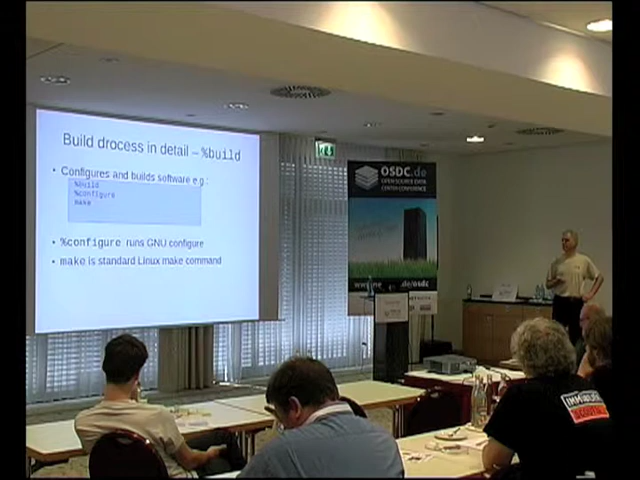 Build drocess in detail – %build
• Configures and builds software e.g.:
%build
%configure
make
• %configure runs GNU configure
• make is standard Linux make command
OSDC.de
OPEN SOURCE DATA
CENTER CONFERENCE